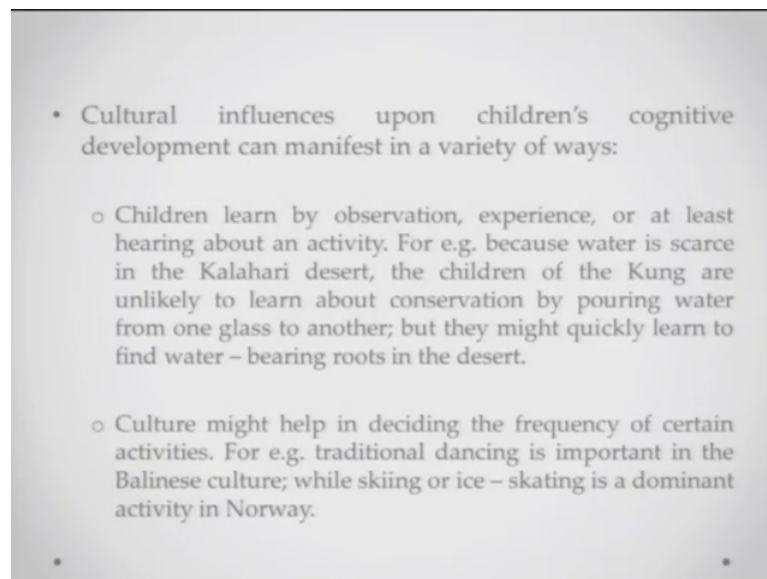 • Cultural influences upon children's cognitive
development can manifest in a variety of ways:
o Children learn by observation, experience, or at least
hearing about an activity. For e.g. because water is scarce
in the Kalahari desert, the children of the Kung are
unlikely to learn about conservation by pouring water
from one glass to another; but they might quickly learn to
find water – bearing roots in the desert.
o Culture might help in deciding the frequency of certain
activities. For e.g. traditional dancing is important in the
Balinese culture; while skiing or ice – skating is a dominant
activity in Norway.